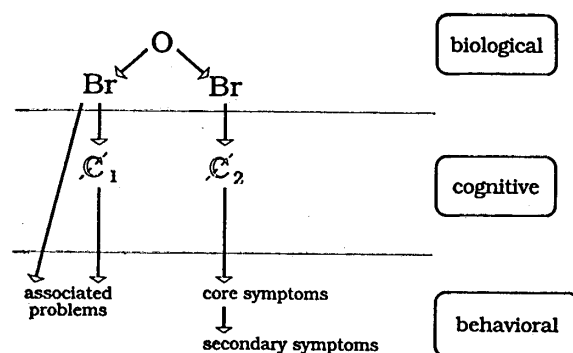 O
biological
Br
Br
ℂ₁
ℂ₂
cognitive
associated
problems
core symptoms
behavioral
secondary symptoms